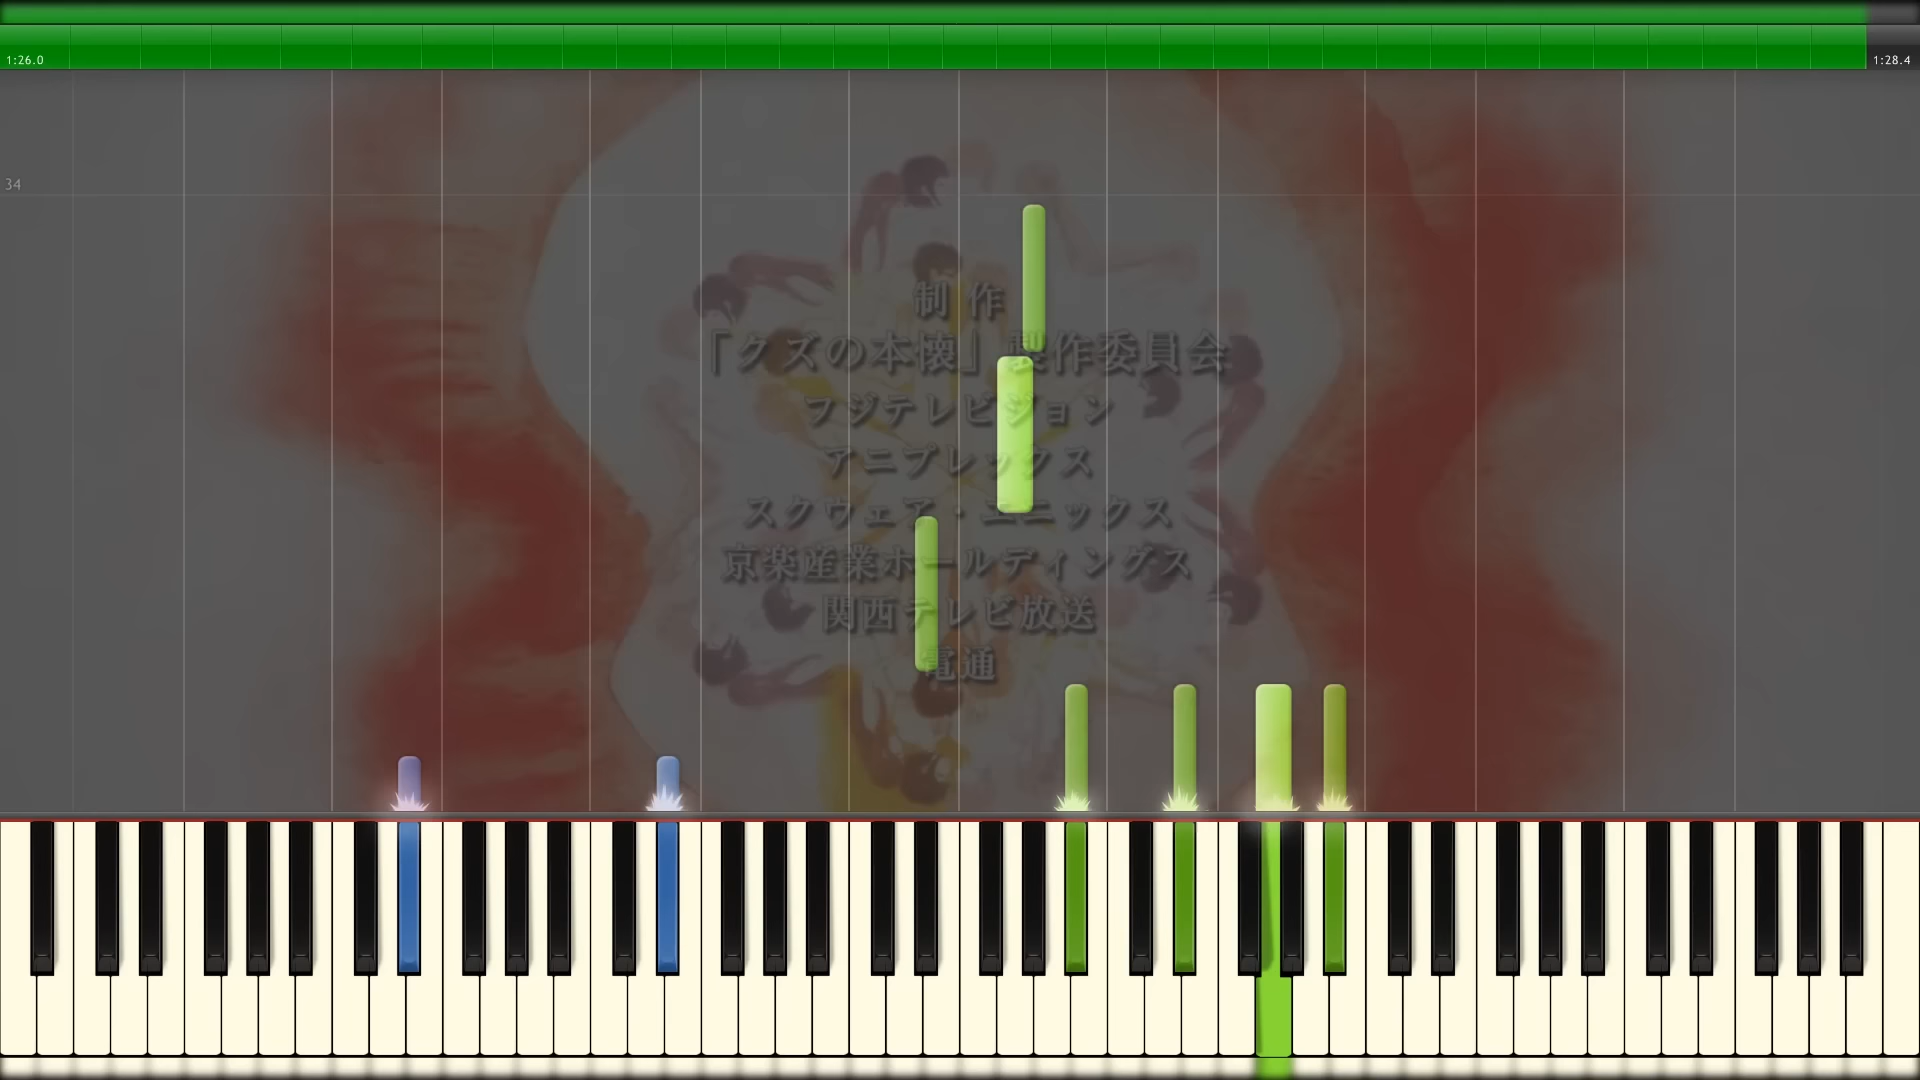 1:26.0
1:28.4
34
制作
「クズの本懐」製作委員会
フジテレビジョン
アニプレックス
スクウェア・エニックス
京楽産業ホールディングス
関西テレビ放送
電通